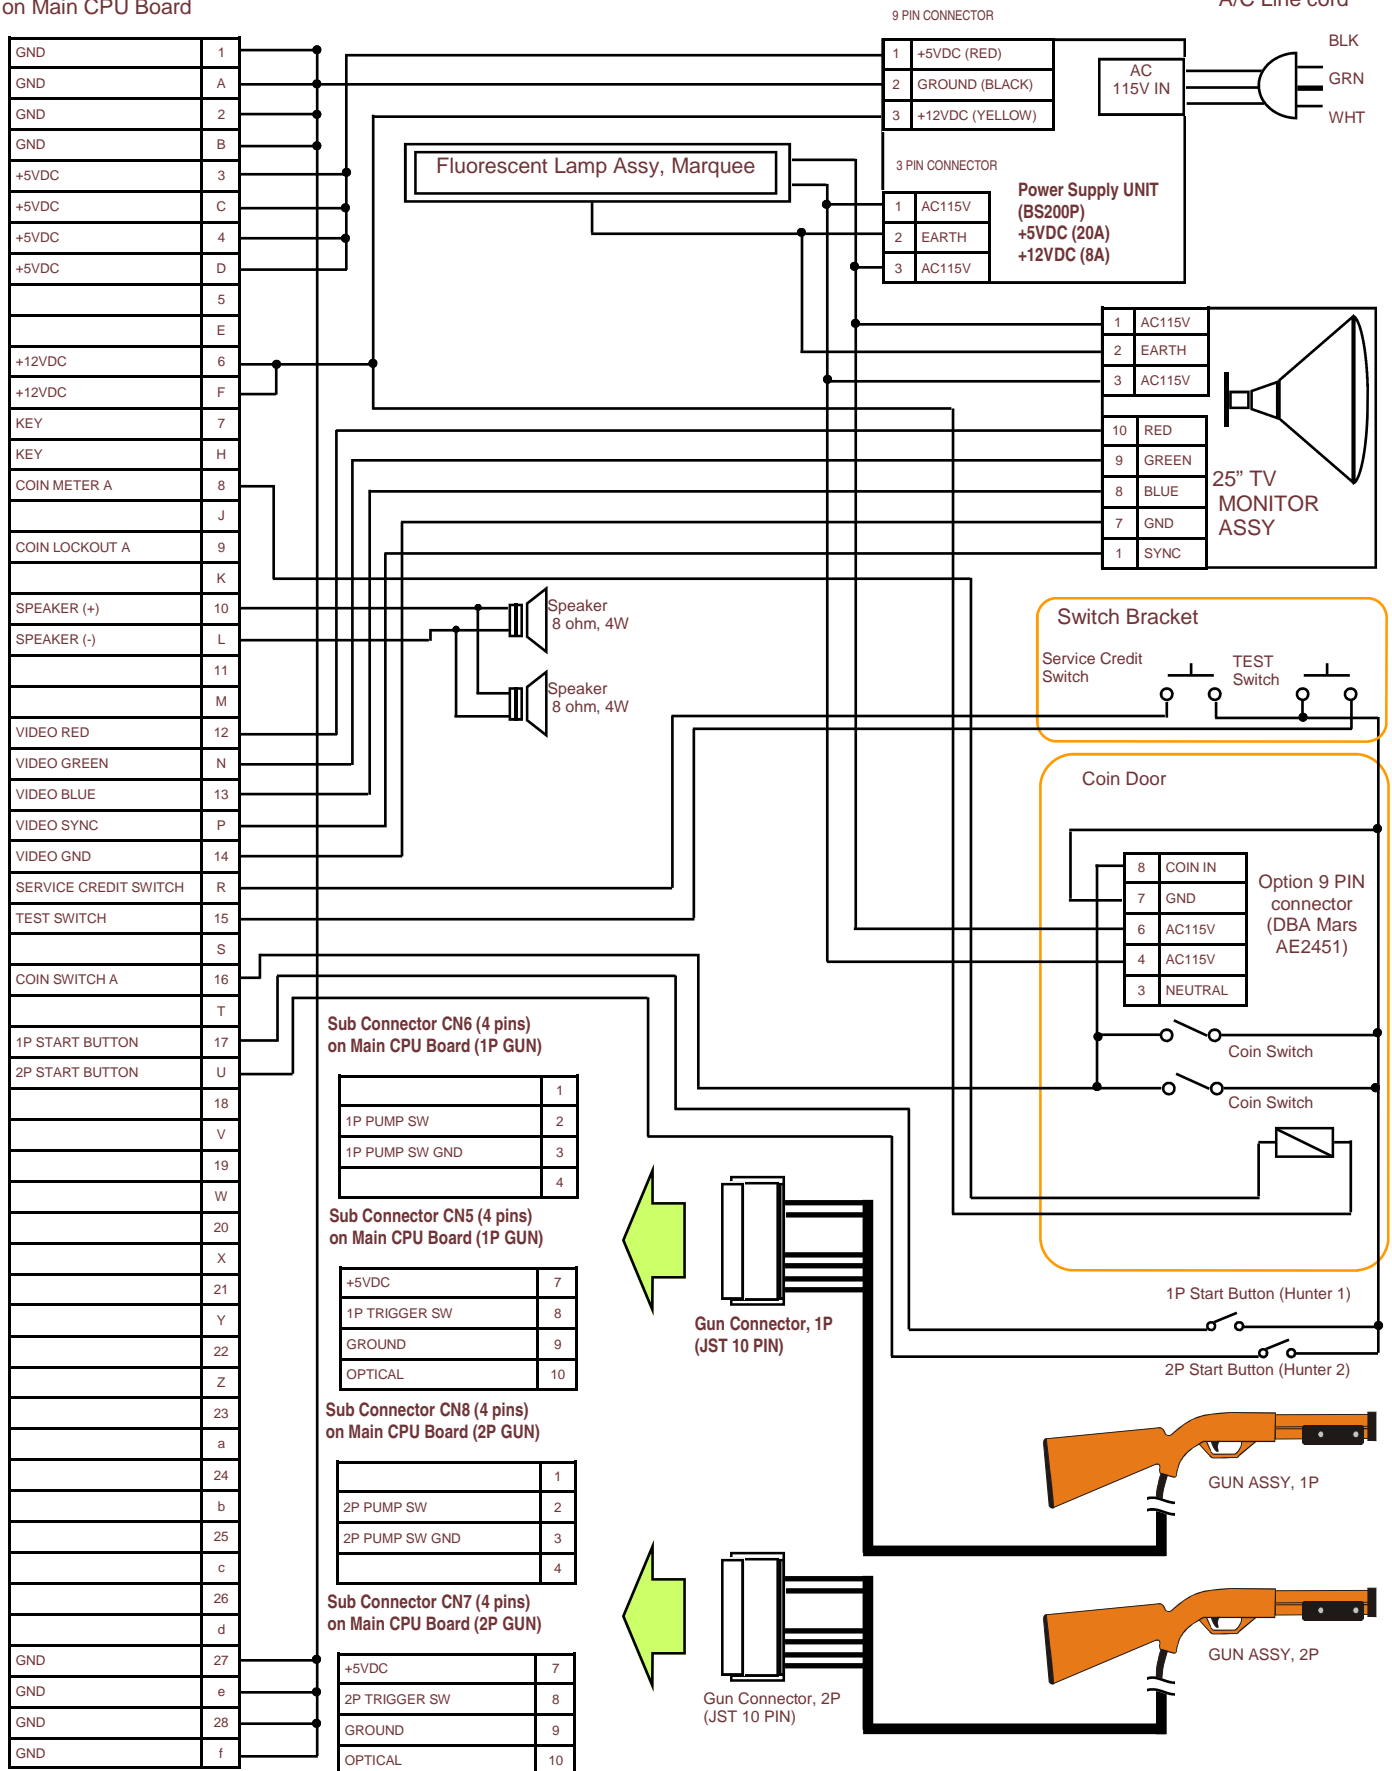 on Main CPU Board
GND 1
GND A
GND 2
GND B
+5VDC 3
+5VDC C
+5VDC 4
+5VDC D
5
E
+12VDC 6
+12VDC F
KEY 7
KEY H
COIN METER A 8
J
COIN LOCKOUT A 9
K
SPEAKER (+) 10
SPEAKER (-) L
11
M
VIDEO RED 12
VIDEO GREEN N
VIDEO BLUE 13
VIDEO SYNC P
VIDEO GND 14
SERVICE CREDIT SWITCH R
TEST SWITCH 15
S
COIN SWITCH A 16
T
1P START BUTTON 17
2P START BUTTON U
18
V
19
W
20
X
21
Y
22
Z
23
a
24
b
25
c
26
d
GND 27
GND e
GND 28
GND f
9 PIN CONNECTOR
1 +5VDC (RED)
2 GROUND (BLACK)
3 +12VDC (YELLOW)
AC
115V IN
A/C Line cord
BLK
GRN
WHT
Fluorescent Lamp Assy, Marquee
3 PIN CONNECTOR
1 AC115V
2 EARTH
3 AC115V
Power Supply UNIT
(BS200P)
+5VDC (20A)
+12VDC (8A)
1 AC115V
2 EARTH
3 AC115V
10 RED
9 GREEN
8 BLUE
7 GND
1 SYNC
25” TV
MONITOR
ASSY
Speaker
8 ohm, 4W
Speaker
8 ohm, 4W
Switch Bracket
Service Credit
Switch
TEST
Switch
Coin Door
8 COIN IN
7 GND
6 AC115V
4 AC115V
3 NEUTRAL
Option 9 PIN
connector
(DBA Mars
AE2451)
Coin Switch
Coin Switch
Sub Connector CN6 (4 pins)
on Main CPU Board (1P GUN)
1
1P PUMP SW 2
1P PUMP SW GND 3
4
Sub Connector CN5 (4 pins)
on Main CPU Board (1P GUN)
+5VDC 7
1P TRIGGER SW 8
GROUND 9
OPTICAL 10
Gun Connector, 1P
(JST 10 PIN)
1P Start Button (Hunter 1)
2P Start Button (Hunter 2)
Sub Connector CN8 (4 pins)
on Main CPU Board (2P GUN)
1
2P PUMP SW 2
2P PUMP SW GND 3
4
Sub Connector CN7 (4 pins)
on Main CPU Board (2P GUN)
+5VDC 7
2P TRIGGER SW 8
GROUND 9
OPTICAL 10
Gun Connector, 2P
(JST 10 PIN)
GUN ASSY, 1P
GUN ASSY, 2P